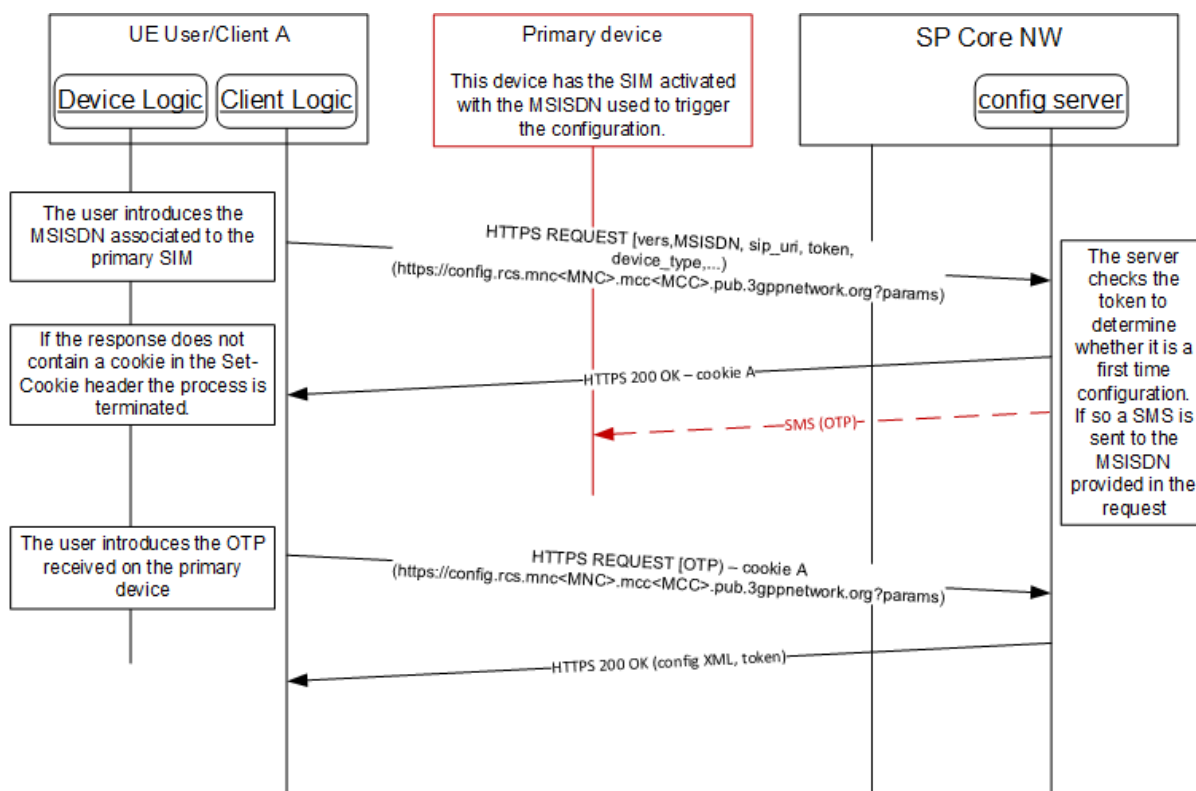 UE User/Client A
Device Logic
Client Logic
Primary device
This device has the SIM activated
with the MSISDN used to trigger
the configuration.
SP Core NW
config server
The user introduces the
MSISDN associated to the
primary SIM
HTTPS REQUEST [vers,MSISDN, sip_uri, token,
device_type,...)
(https://config.rcs.mnc<MNC>.mcc<MCC>.pub.3gppnetwork.org?params)
The server
checks the
token to
determine
whether it is a
first time
configuration.
If so a SMS is
sent to the
MSISDN
provided in the
request
If the response does not
contain a cookie in the Set-
Cookie header the process is
terminated.
HTTPS 200 OK – cookie A
SMS (OTP)
The user introduces the OTP
received on the primary
device
HTTPS REQUEST [OTP) – cookie A
(https://config.rcs.mnc<MNC>.mcc<MCC>.pub.3gppnetwork.org?params)
HTTPS 200 OK (config XML, token)